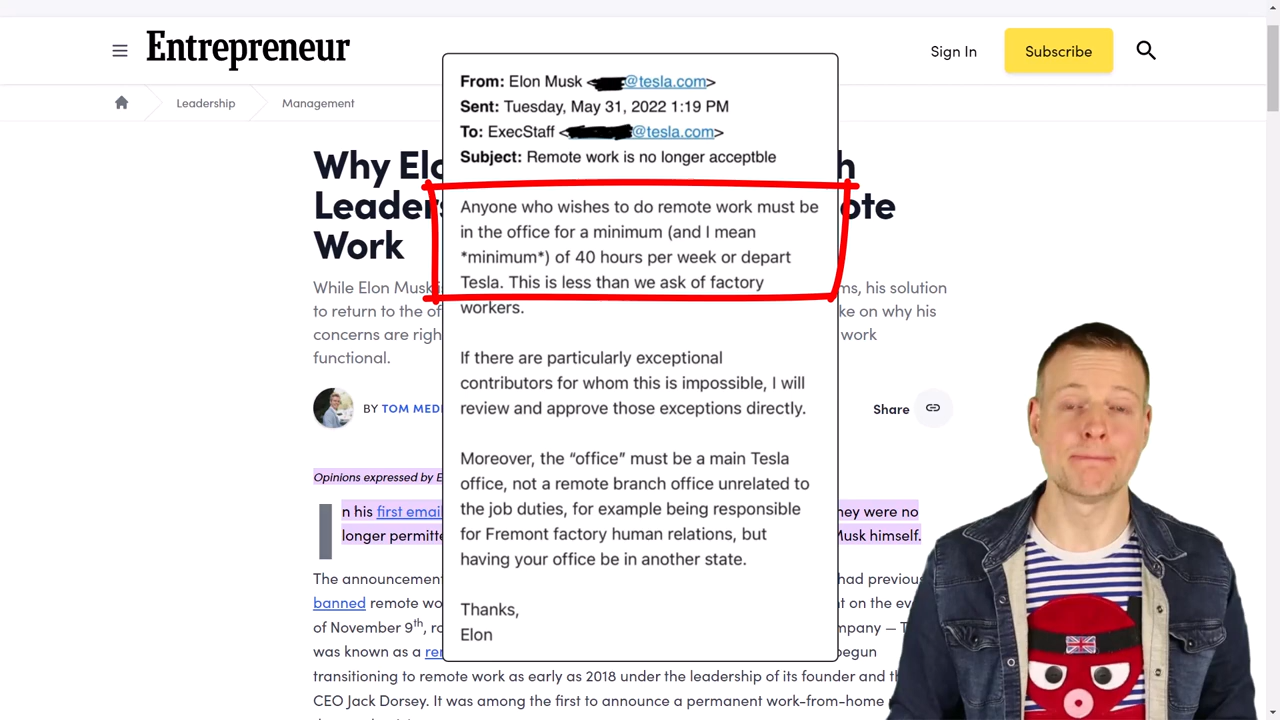 Entrepreneur
Sign In
Subscribe
Leadership
Management
Why Elo
h
Leaders
ote
Work
While Elon Musk
ms, his solution
to return to the of
ke on why his
concerns are righ
work
functional.
BY TOM MED
Share
Opinions expressed by E
In his first emai
hey were no
longer permitte
Musk himself.
The announcement
had previou
banned remote wo
nt on the eve
of November 9th, ro
mpany — T
was known as a ren
begun
transitioning to remote work as early as 2018 under the leadership of its founder and th
CEO Jack Dorsey. It was among the first to announce a permanent work-from-home
From: Elon Musk < @tesla.com>
Sent: Tuesday, May 31, 2022 1:19 PM
To: ExecStaff < @tesla.com>
Subject: Remote work is no longer acceptble
Anyone who wishes to do remote work must be
in the office for a minimum (and I mean
*minimum*) of 40 hours per week or depart
Tesla. This is less than we ask of factory
workers.
If there are particularly exceptional
contributors for whom this is impossible, I will
review and approve those exceptions directly.
Moreover, the “office” must be a main Tesla
office, not a remote branch office unrelated to
the job duties, for example being responsible
for Fremont factory human relations, but
having your office be in another state.
Thanks,
Elon